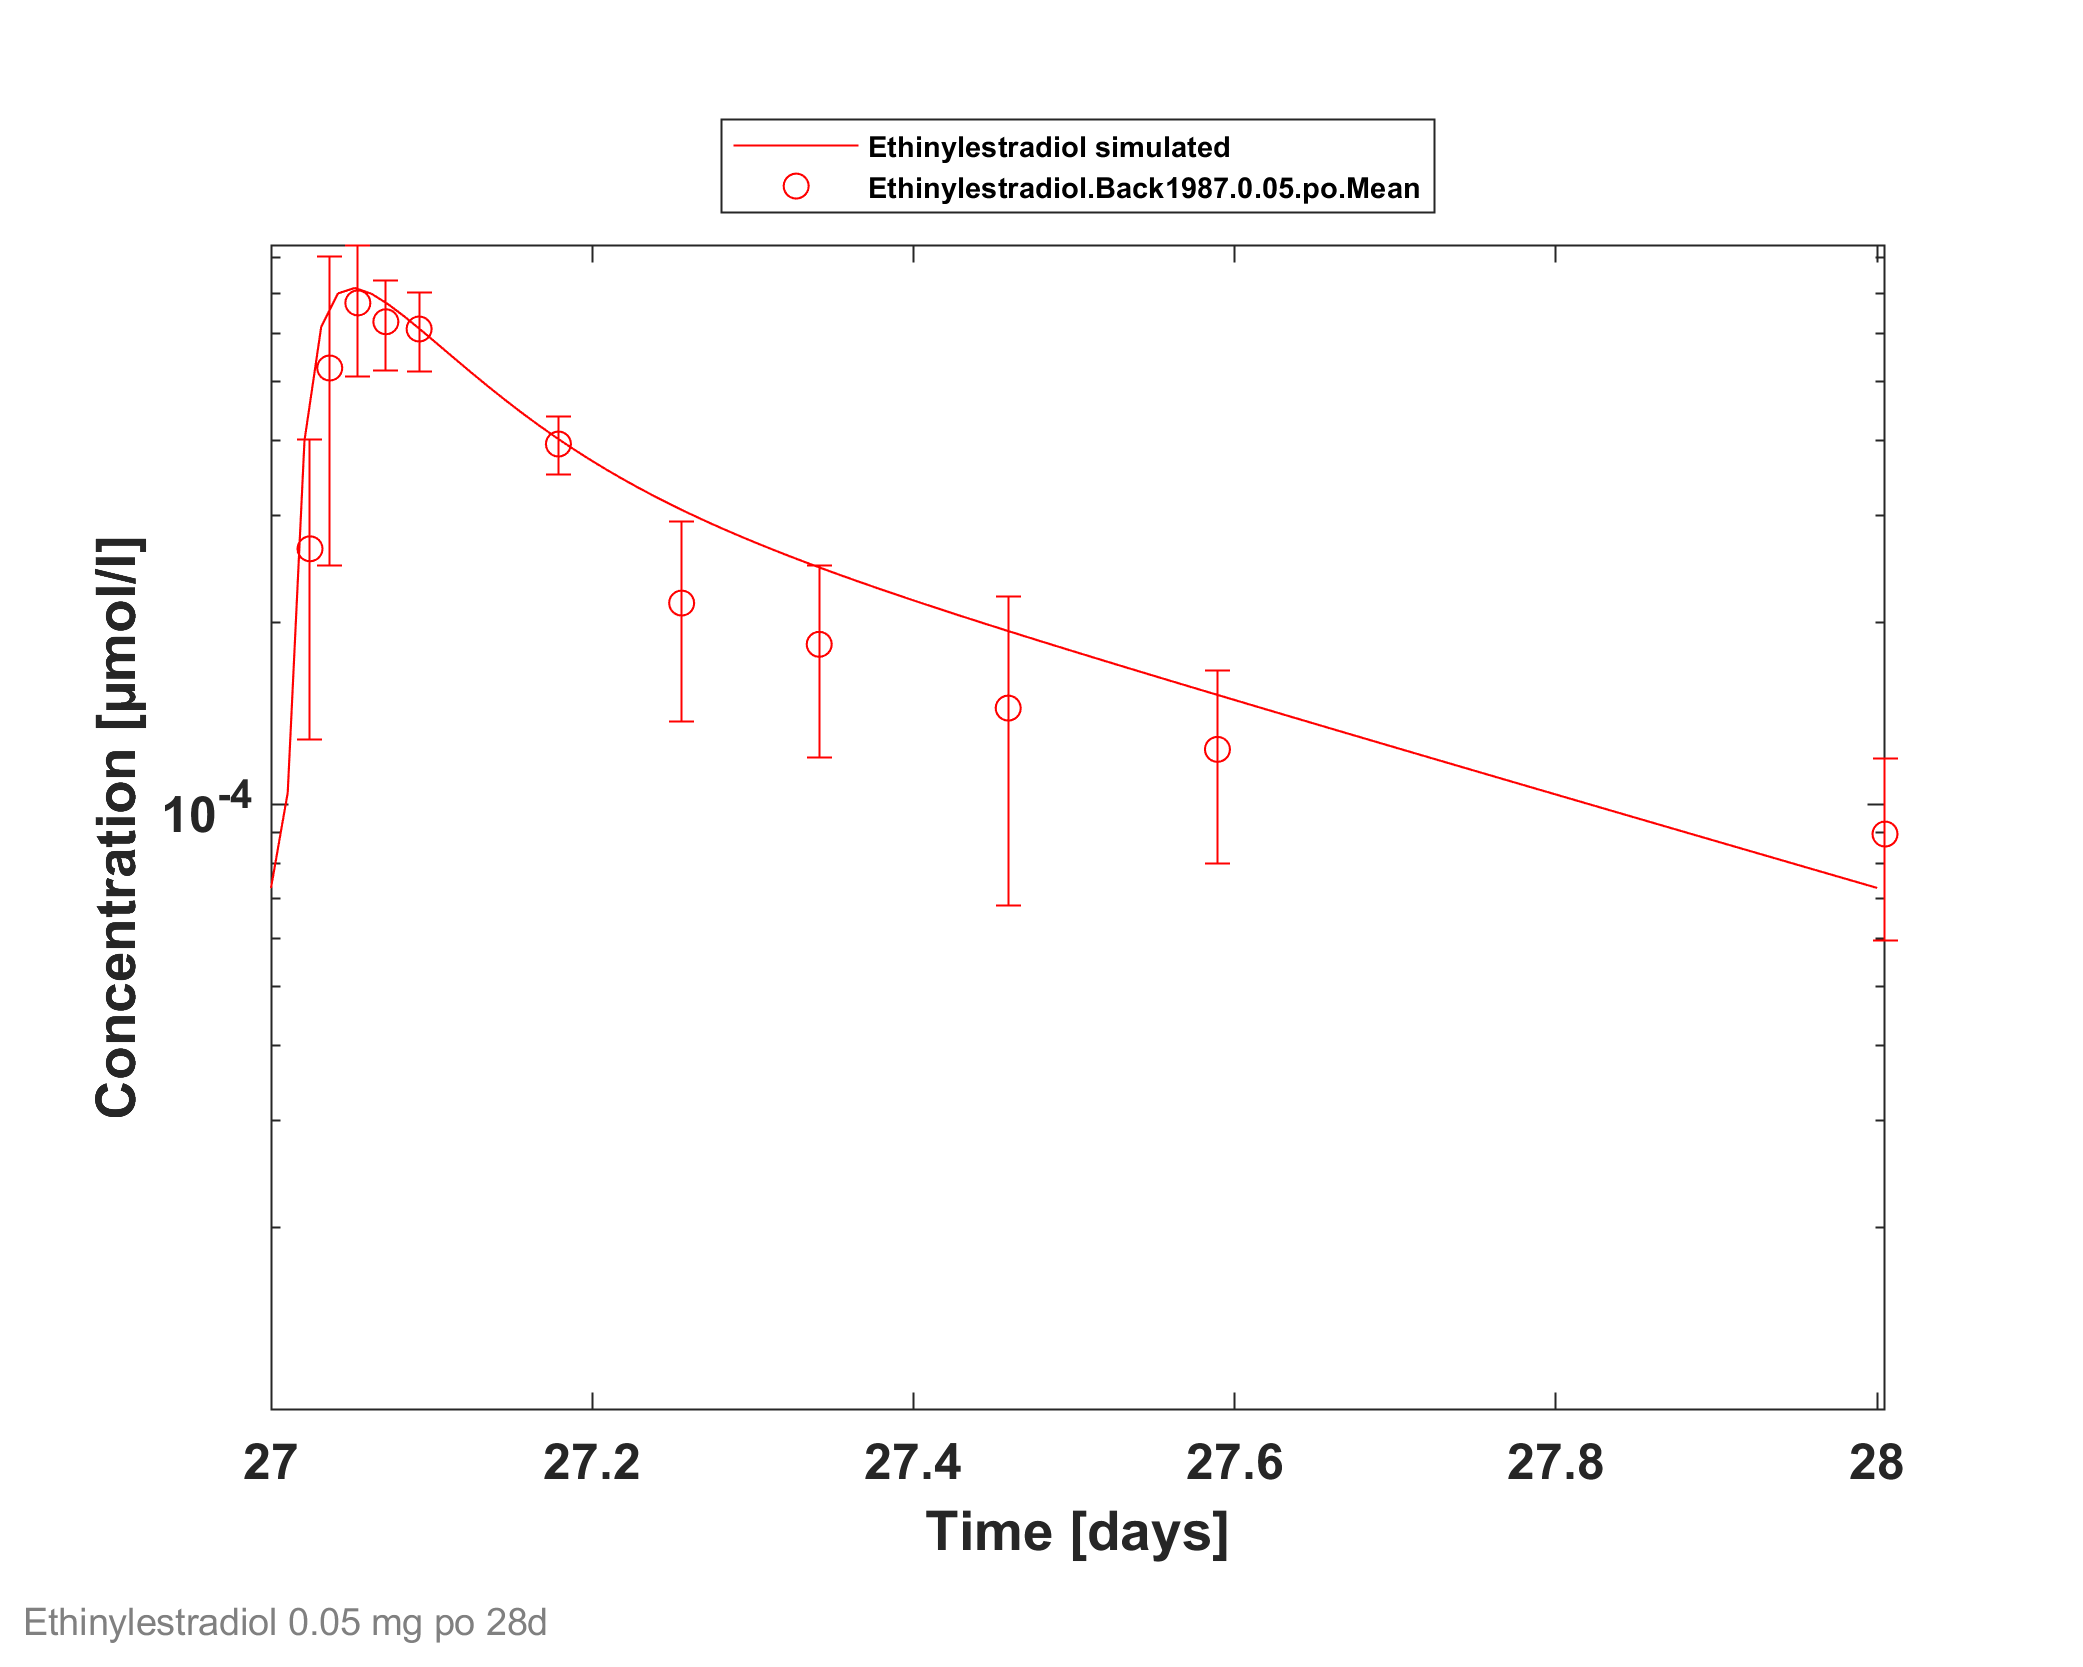 Ethinylestradiol simulated
Ethinylestradiol.Back1987.0.05.po.Mean
Concentration [µmol/l]
10-4
27 27.2 27.4 27.6 27.8 28
Time [days]
Ethinylestradiol 0.05 mg po 28d